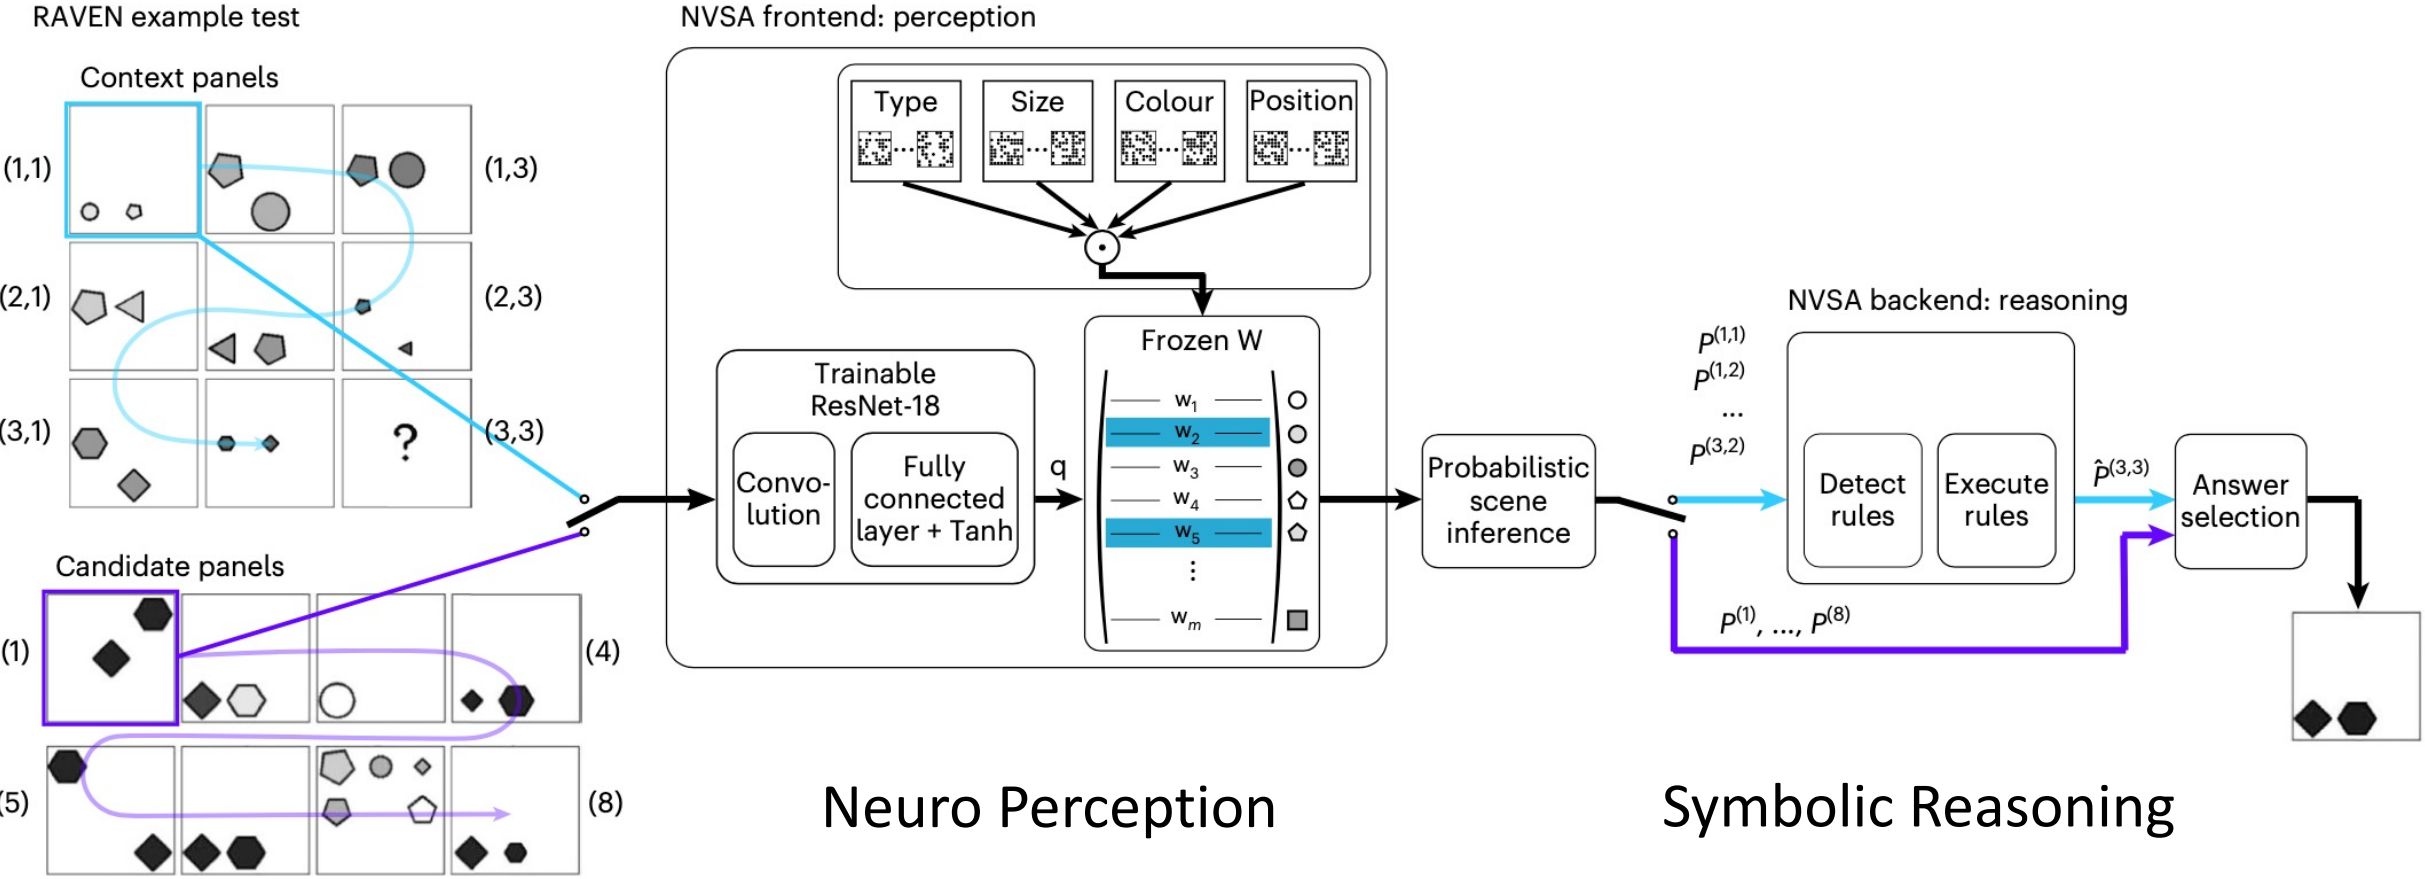 RAVEN example test
Context panels
(1,1)
(1,3)
(2,1)
(2,3)
(3,1)
?
(3,3)
Candidate panels
(1)
(4)
(5)
(8)
NVSA frontend: perception
Type
Size
Colour
Position
...
...
...
...
Trainable
ResNet-18
Convo-
lution
Fully
connected
layer + Tanh
q
Frozen W
w1
w2
w3
w4
w5
⋮
wm
Neuro Perception
Probabilistic
scene
inference
P(1,1)
P(1,2)
...
P(3,2)
NVSA backend: reasoning
Detect
rules
Execute
rules
P̂(3,3)
P(1), ..., P(8)
Answer
selection
Symbolic Reasoning